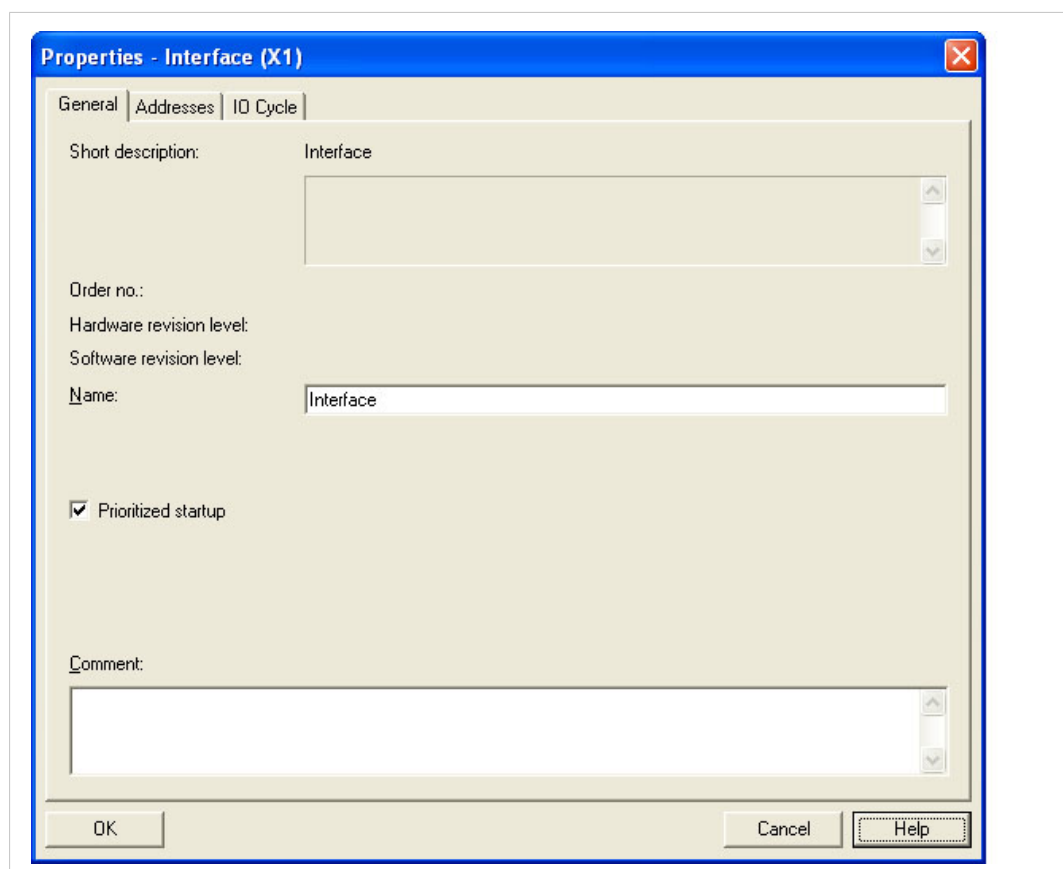 Properties - Interface (X1)
General Addresses IO Cycle
Short description: Interface
Order no.:
Hardware revision level:
Software revision level:
Name: Interface
Prioritized startup
Comment:
OK Cancel Help